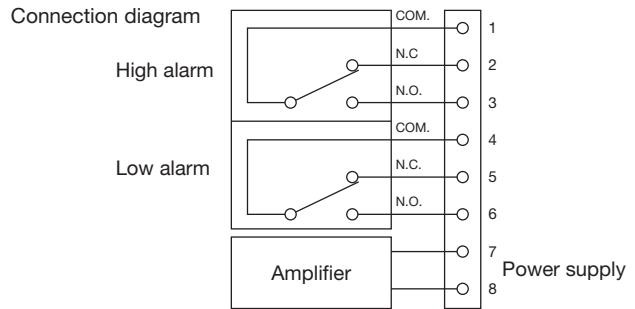 Connection diagram
COM.
1
High alarm
N.C
2
N.O.
3
COM.
4
Low alarm
N.C.
5
N.O.
6
Amplifier
7
Power supply
8